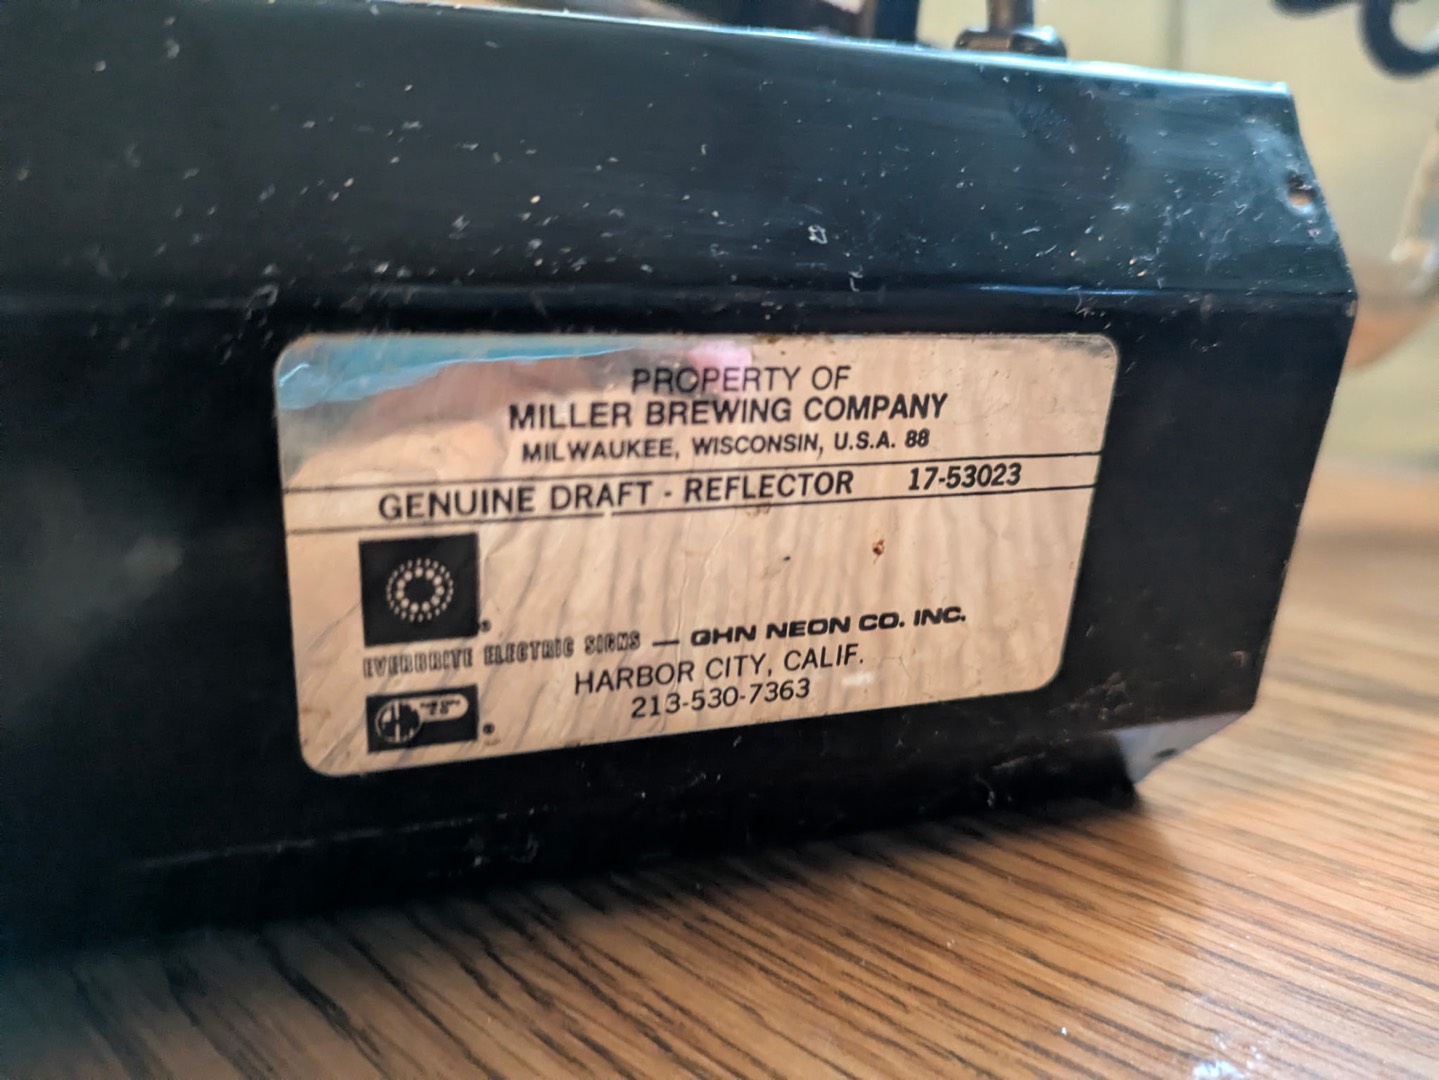 PROPERTY OF
MILLER BREWING COMPANY
MILWAUKEE, WISCONSIN, U.S.A. 88
GENUINE DRAFT - REFLECTOR 17-53023
®
EVERBRITE ELECTRIC SIGNS — QHN NEON CO. INC.
HARBOR CITY, CALIF.
213-530-7363
®